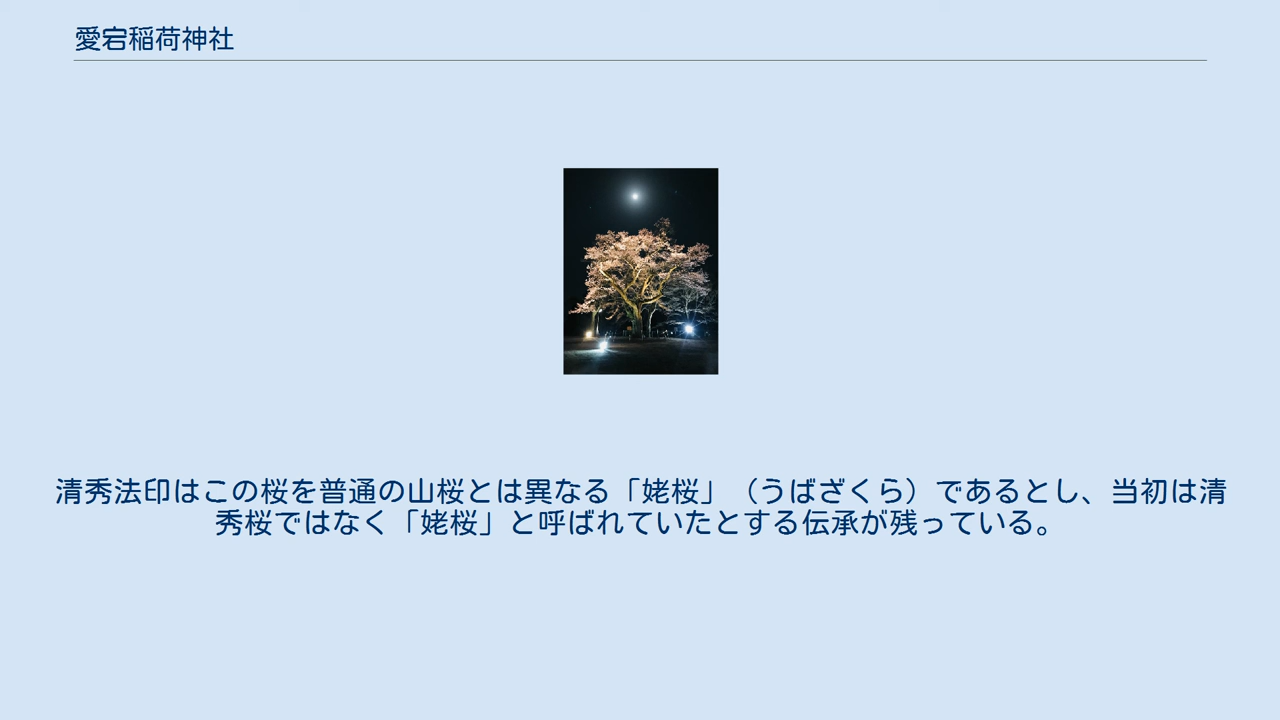 愛宕稲荷神社
清秀法印はこの桜を普通の山桜とは異なる「姥桜」（うばざくら）であるとし、当初は清
秀桜ではなく「姥桜」と呼ばれていたとする伝承が残っている。